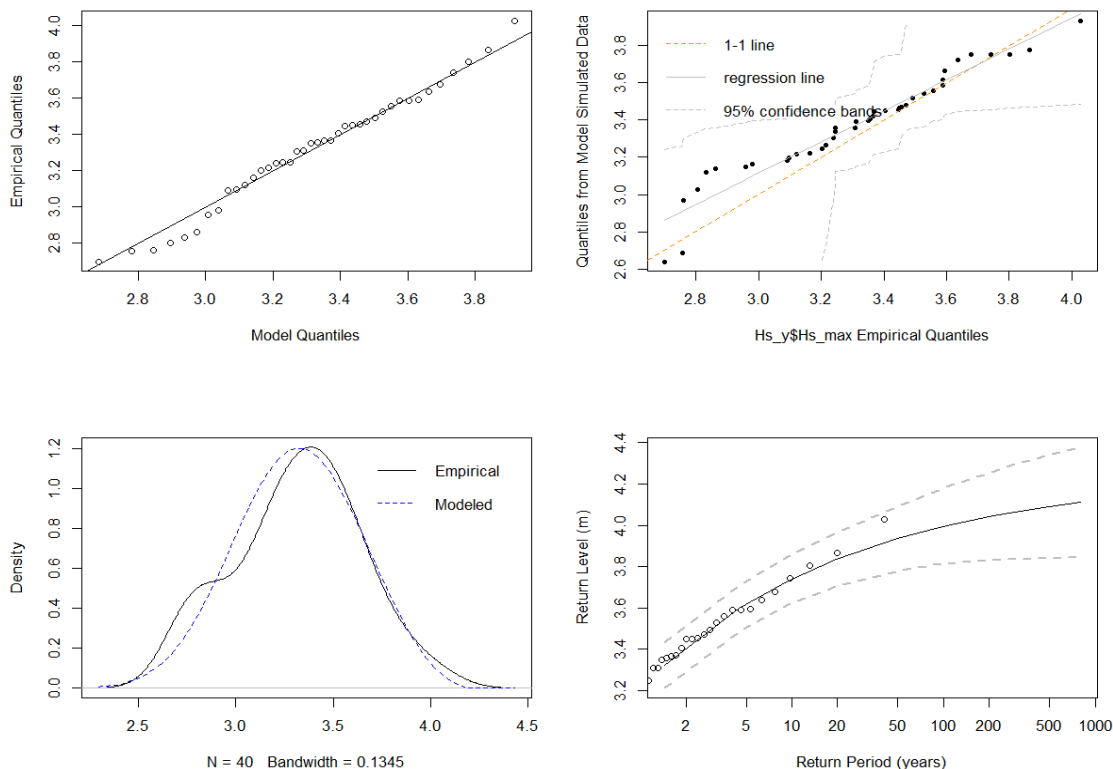 Empirical Quantiles
4.0
3.8
3.6
3.4
3.2
3.0
2.8
2.8 3.0 3.2 3.4 3.6 3.8
Model Quantiles
Quantiles from Model Simulated Data
3.8
3.6
3.4
3.2
3.0
2.8
2.6
1-1 line
regression line
95% confidence bands
2.8 3.0 3.2 3.4 3.6 3.8 4.0
Hs_y$Hs_max Empirical Quantiles
Density
1.2
1.0
0.8
0.6
0.4
0.2
0.0
Empirical
Modeled
2.5 3.0 3.5 4.0 4.5
N = 40 Bandwidth = 0.1345
Return Level (m)
4.4
4.2
4.0
3.8
3.6
3.4
3.2
2 5 10 20 50 100 200 500 1000
Return Period (years)